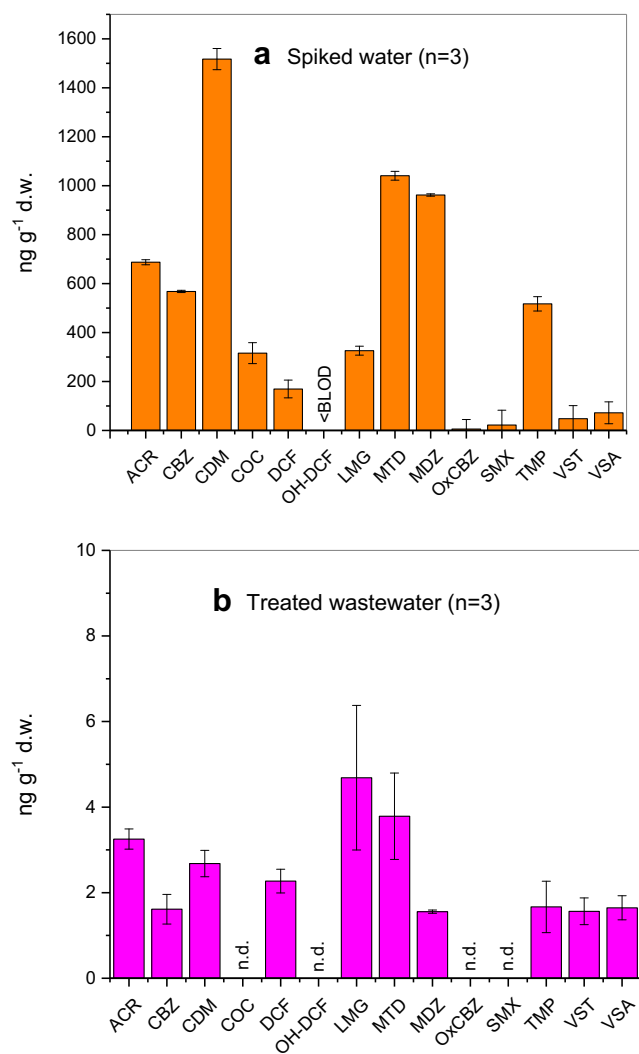 a Spiked water (n=3)
1600
1400
1200
1000
800
600
400
200
0
ng g⁻¹ d.w.
<BLOD
ACR CBZ CDM COC DCF OH-DCF LMG MTD MDZ OxCBZ SMX TMP VST VSA
b Treated wastewater (n=3)
10
8
6
4
2
0
ng g⁻¹ d.w.
n.d. n.d. n.d. n.d.
ACR CBZ CDM COC DCF OH-DCF LMG MTD MDZ OxCBZ SMX TMP VST VSA